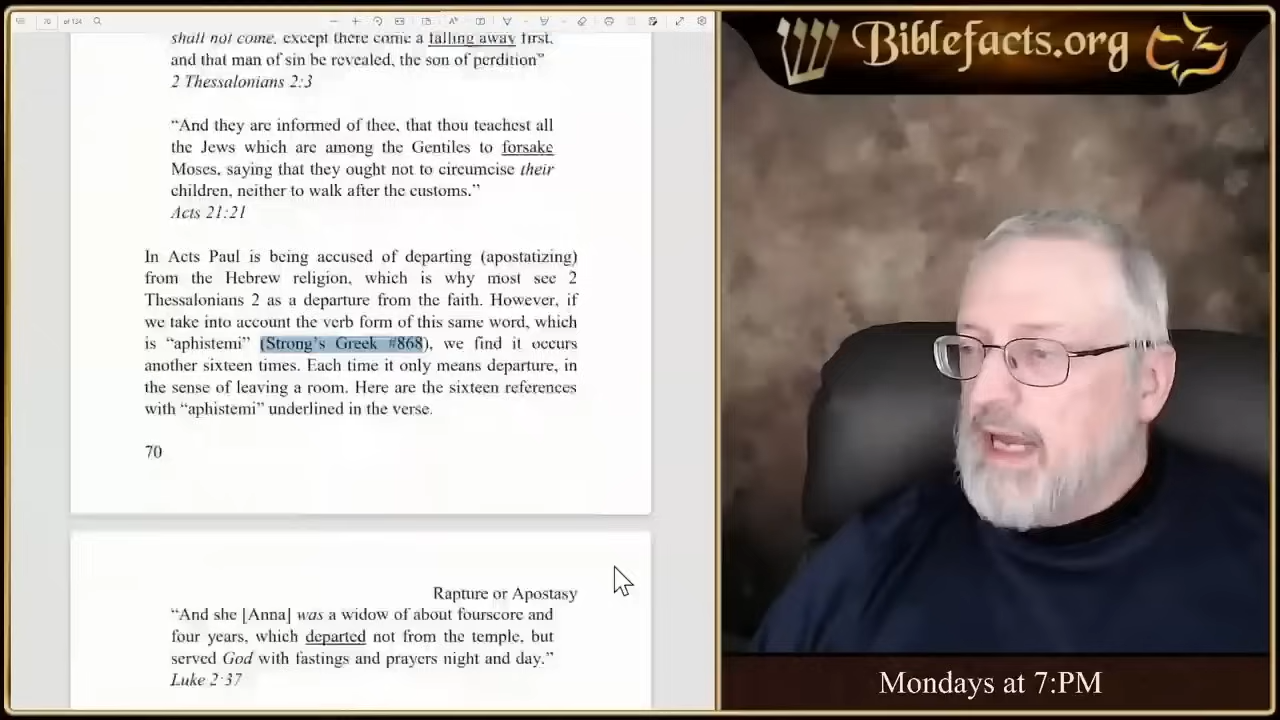 70 of 134
shall not come, except there come a falling away first,
and that man of sin be revealed, the son of perdition"
2 Thessalonians 2:3
“And they are informed of thee, that thou teachest all
the Jews which are among the Gentiles to forsake
Moses, saying that they ought not to circumcise their
children, neither to walk after the customs.”
Acts 21:21
In Acts Paul is being accused of departing (apostatizing)
from the Hebrew religion, which is why most see 2
Thessalonians 2 as a departure from the faith. However, if
we take into account the verb form of this same word, which
is “aphistemi” (Strong’s Greek #868), we find it occurs
another sixteen times. Each time it only means departure, in
the sense of leaving a room. Here are the sixteen references
with “aphistemi” underlined in the verse.
70
Rapture or Apostasy
“And she [Anna] was a widow of about fourscore and
four years, which departed not from the temple, but
served God with fastings and prayers night and day.”
Luke 2:37
Biblefacts.org
Mondays at 7:PM